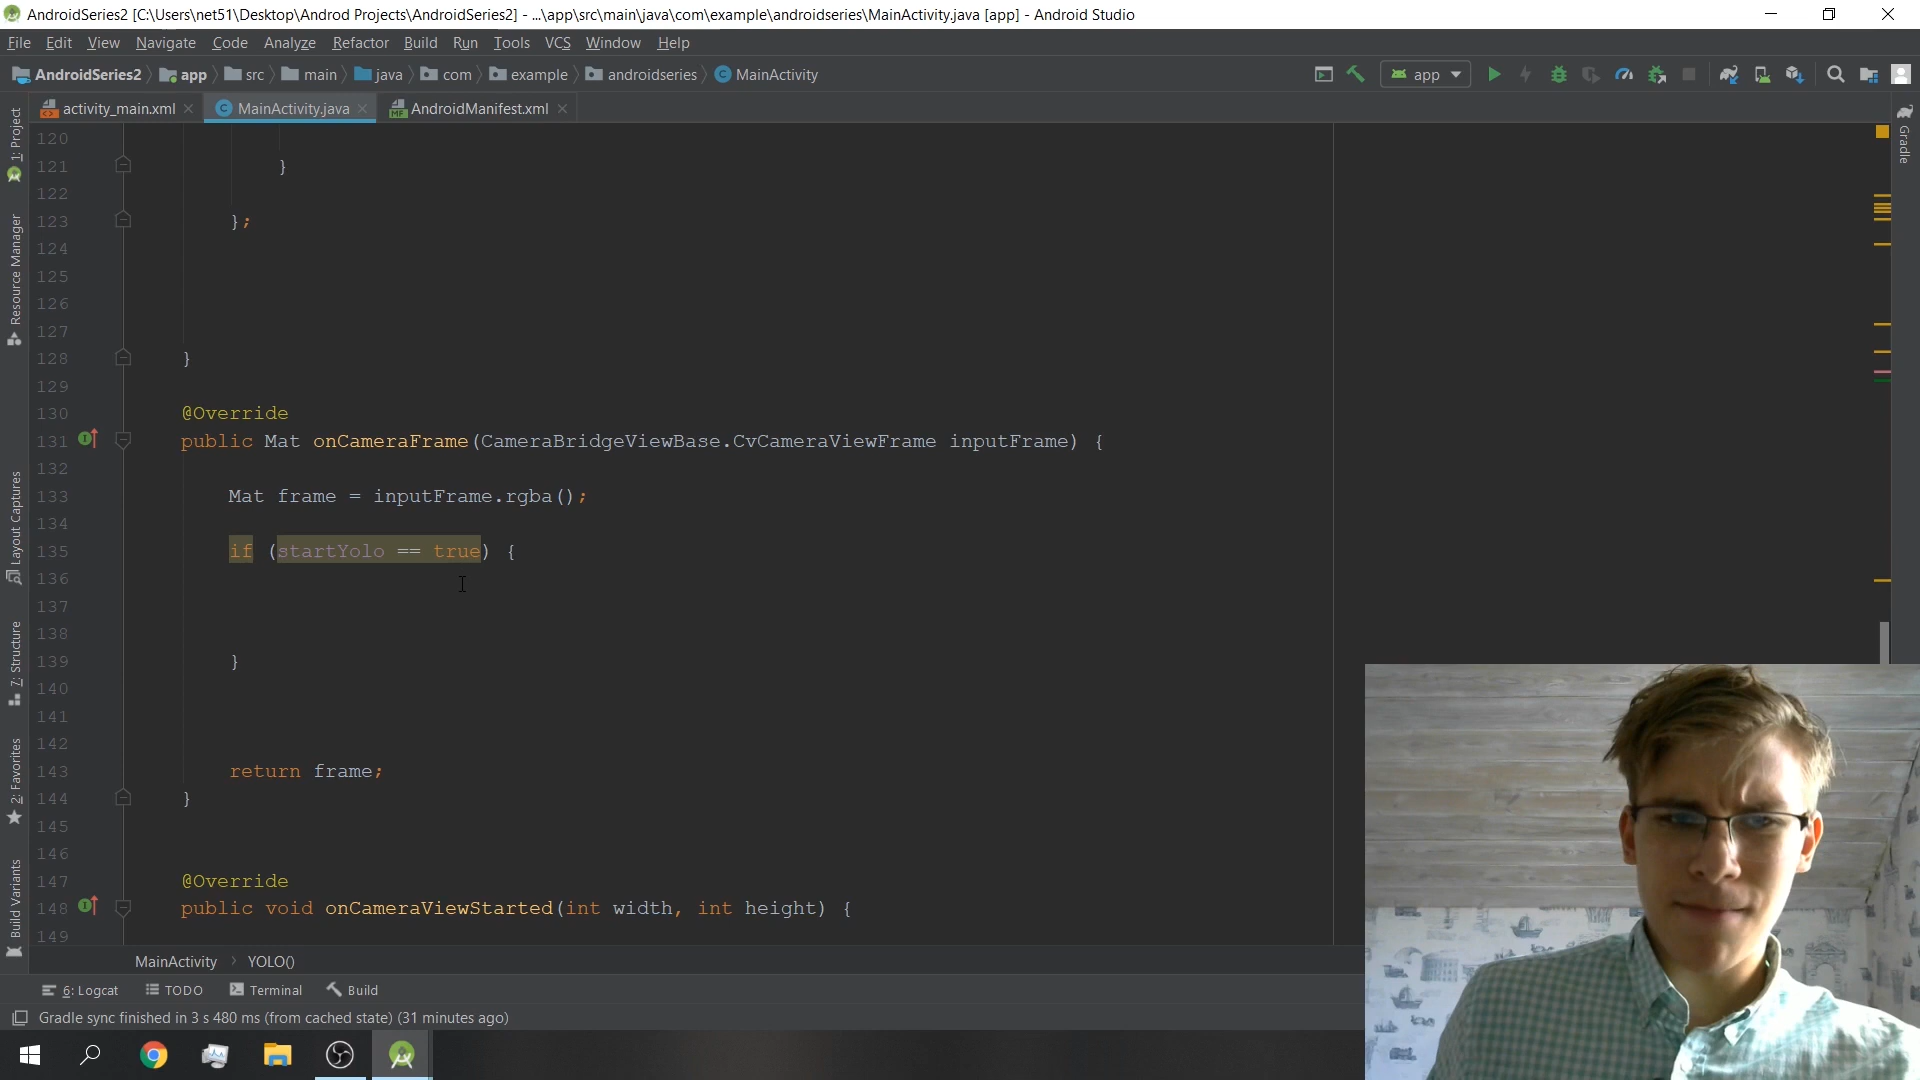 AndroidSeries2 [C:\Users\net51\Desktop\Androd Projects\AndroidSeries2] - ...\app\src\main\java\com\example\androidseries\MainActivity.java [app] - Android Studio
File Edit View Navigate Code Analyze Refactor Build Run Tools VCS Window Help
AndroidSeries2 app src main java com example androidseries MainActivity app
activity_main.xml MainActivity.java AndroidManifest.xml
1: Project
Resource Manager
Layout Captures
7: Structure
2: Favorites
Build Variants
Gradle
120
121 }
122
123 };
124
125
126
127
128 }
129
130 @Override
131 public Mat onCameraFrame(CameraBridgeViewBase.CvCameraViewFrame inputFrame) {
132
133 Mat frame = inputFrame.rgba();
134
135 if (startYolo == true) {
136
137
138
139 }
140
141
142
143 return frame;
144 }
145
146
147 @Override
148 public void onCameraViewStarted(int width, int height) {
149
MainActivity YOLO()
6: Logcat TODO Terminal Build
Gradle sync finished in 3 s 480 ms (from cached state) (31 minutes ago)